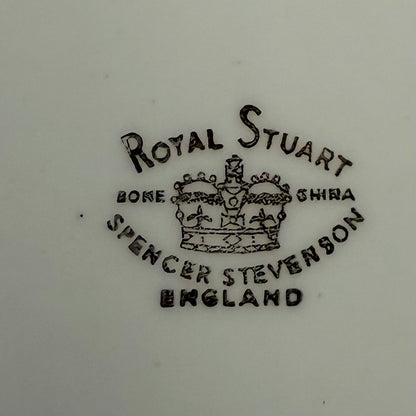 ROYAL STUART
BONE CHINA
SPENCER STEVENSON
ENGLAND